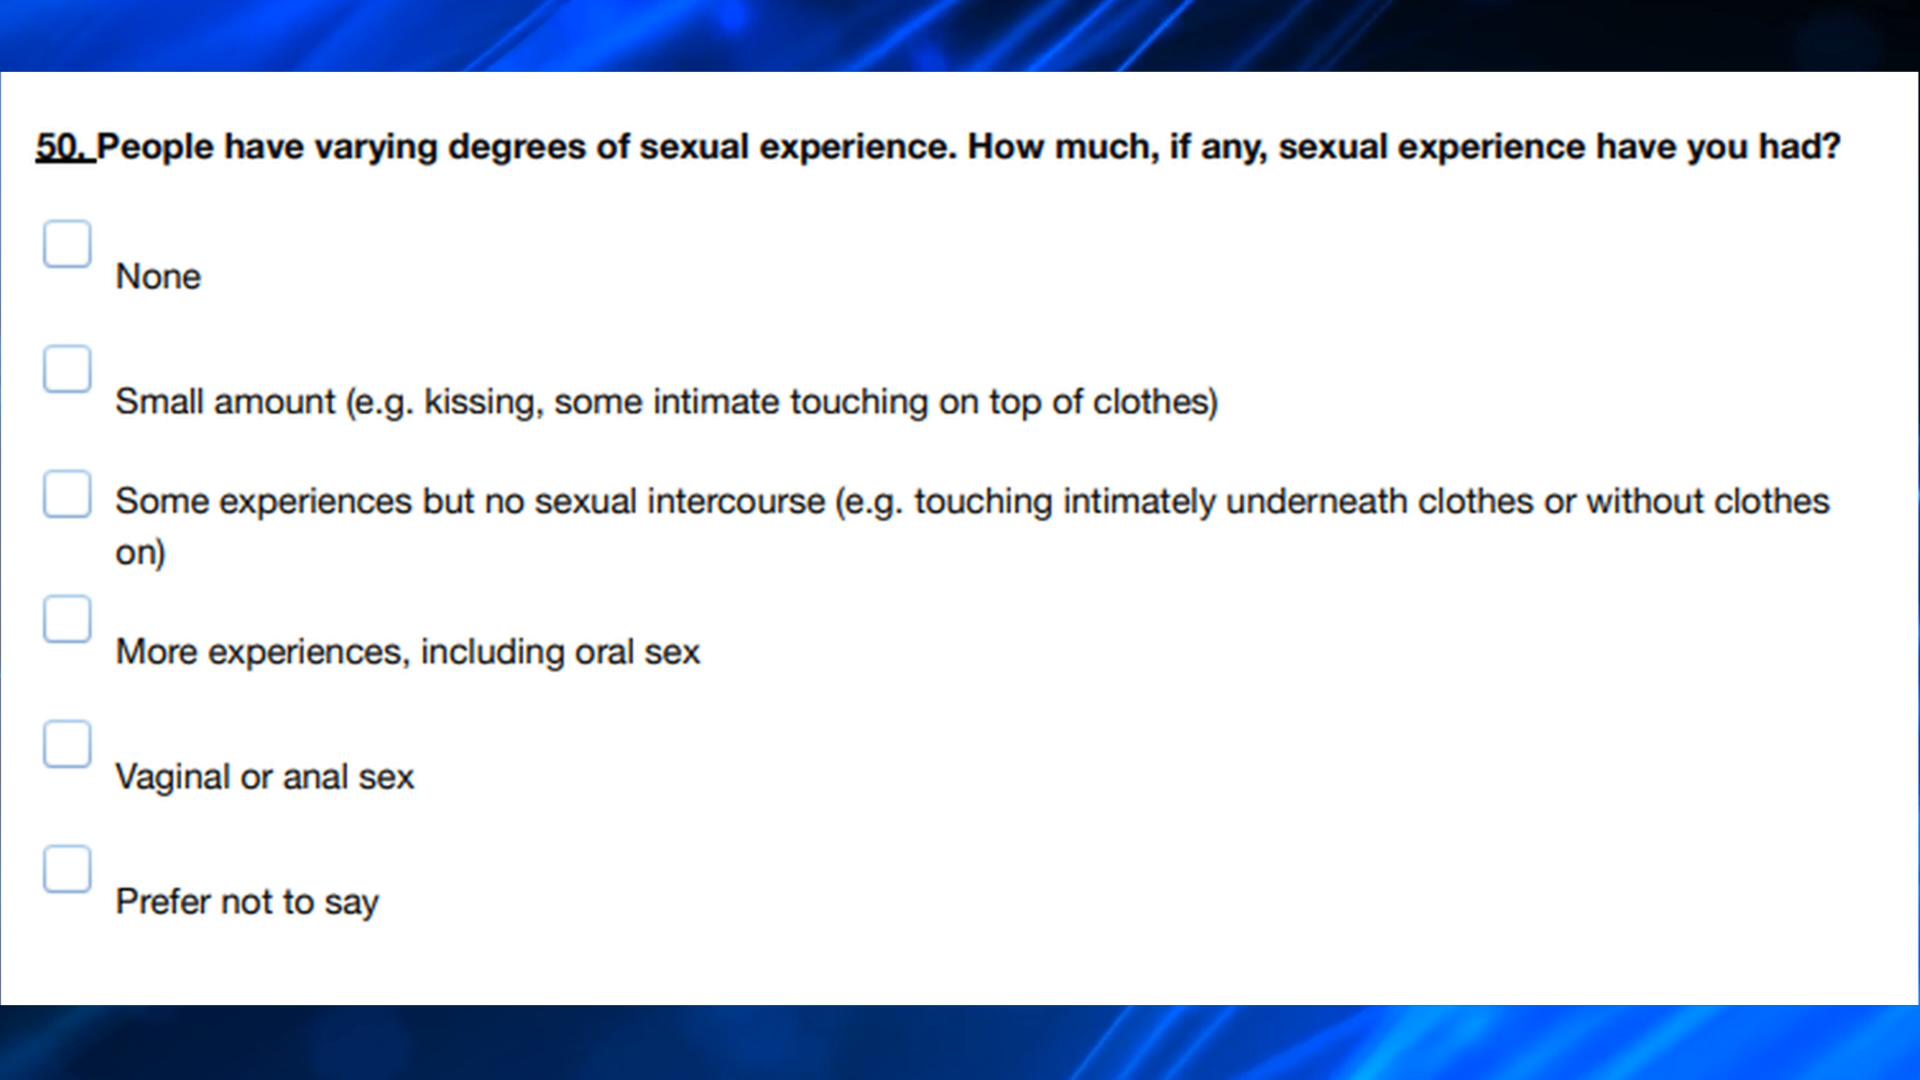 50. People have varying degrees of sexual experience. How much, if any, sexual experience have you had?
None
Small amount (e.g. kissing, some intimate touching on top of clothes)
Some experiences but no sexual intercourse (e.g. touching intimately underneath clothes or without clothes
on)
More experiences, including oral sex
Vaginal or anal sex
Prefer not to say